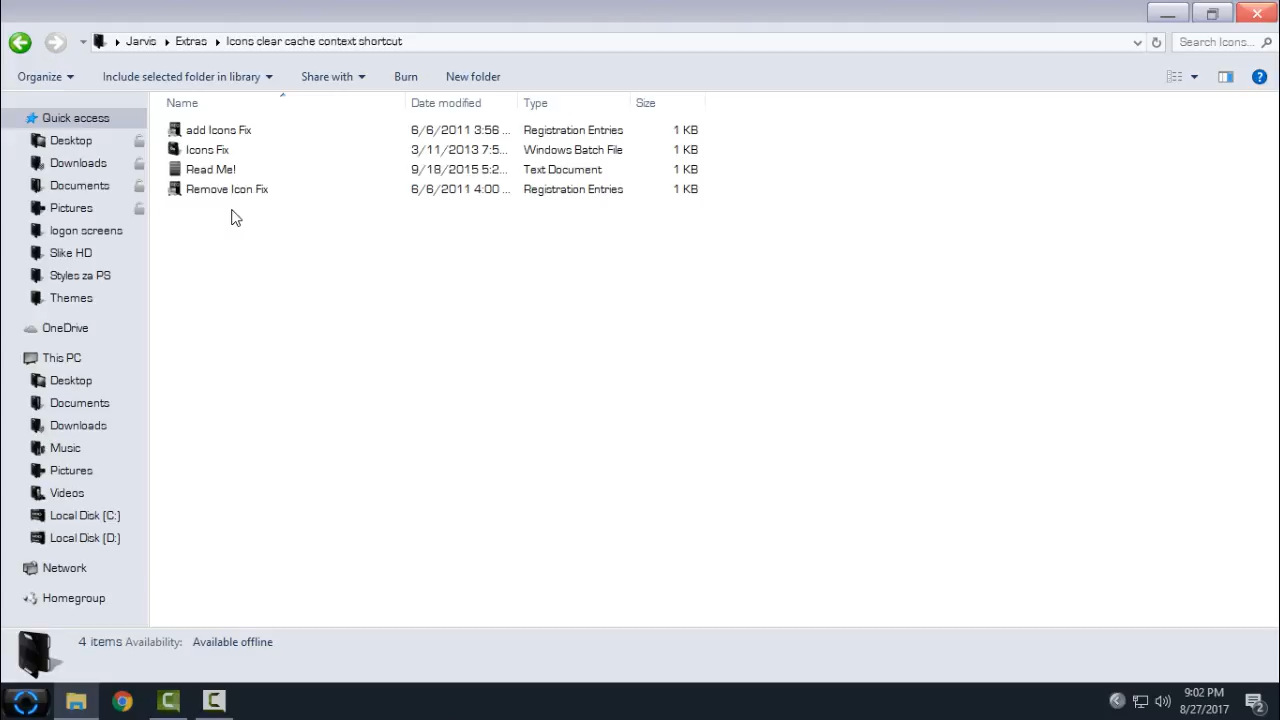 Jarvis Extras Icons clear cache context shortcut Search Icons...
Organize Include selected folder in library Share with Burn New folder
Name Date modified Type Size
add Icons Fix 6/6/2011 3:56 ... Registration Entries 1 KB
Icons Fix 3/11/2013 7:5... Windows Batch File 1 KB
Read Me! 9/18/2015 5:2... Text Document 1 KB
Remove Icon Fix 6/6/2011 4:00 ... Registration Entries 1 KB
Quick access
Desktop
Downloads
Documents
Pictures
logon screens
Slike HD
Styles za PS
Themes
OneDrive
This PC
Desktop
Documents
Downloads
Music
Pictures
Videos
Local Disk (C:)
Local Disk (D:)
Network
Homegroup
4 items Availability: Available offline
9:02 PM
8/27/2017
2